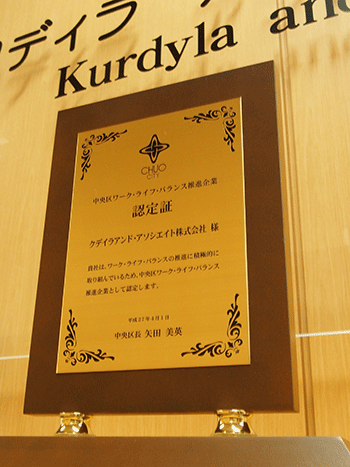 クディラ
Kurdyla and
CHUO
CITY
中央区ワーク・ライフ・バランス推進企業
認定証
クデイラアンド・アソシエイト株式会社 様
貴社は、ワーク・ライフ・バランスの推進に積極的に
取り組んでいるため、中央区ワーク・ライフ・バランス
推進企業として認定します。
平成27年4月1日
中央区長 矢田 美英